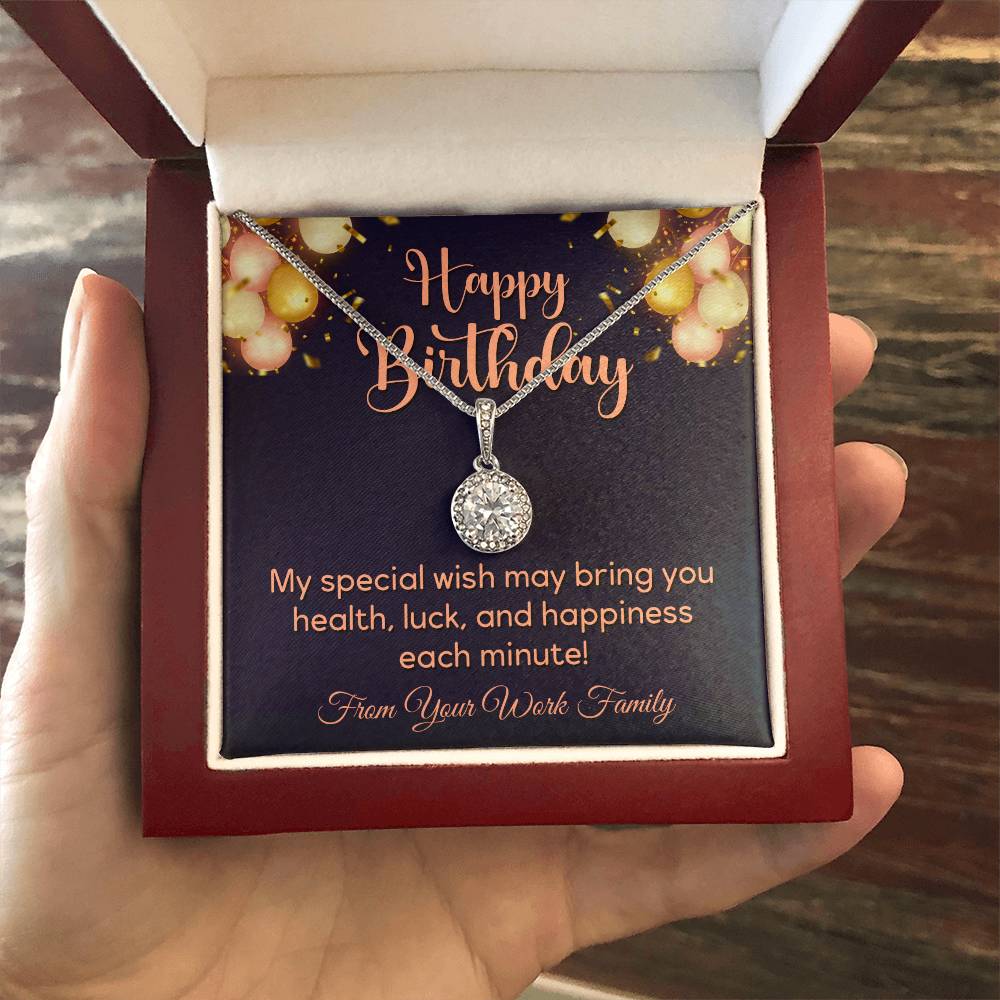 Happy
Birthday
My special wish may bring you
health, luck, and happiness
each minute!
From Your Work Family